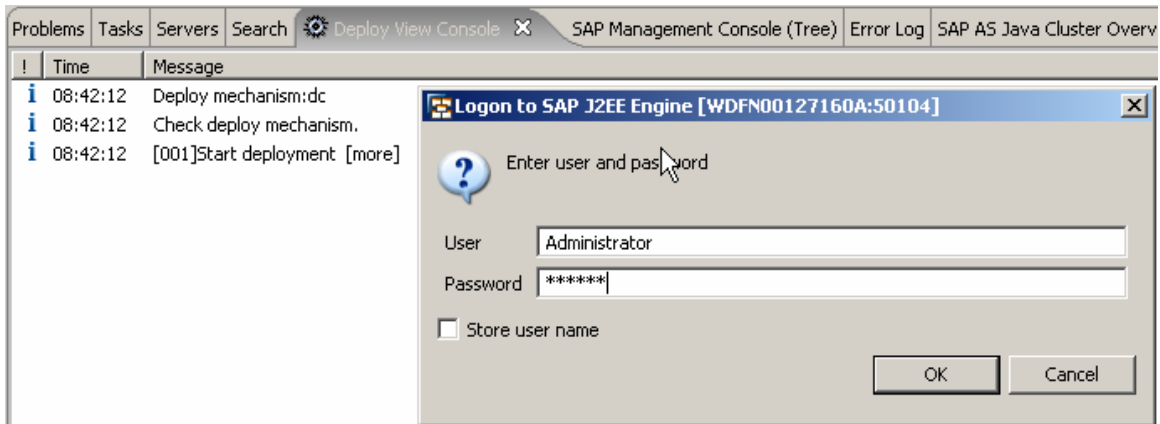 Problems Tasks Servers Search Deploy View Console SAP Management Console (Tree) Error Log SAP AS Java Cluster Overv
! Time Message
08:42:12 Deploy mechanism:dc
08:42:12 Check deploy mechanism.
08:42:12 [001]Start deployment [more]
Logon to SAP J2EE Engine [WDFN00127160A:50104]
Enter user and password
User Administrator
Password ******
Store user name
OK Cancel